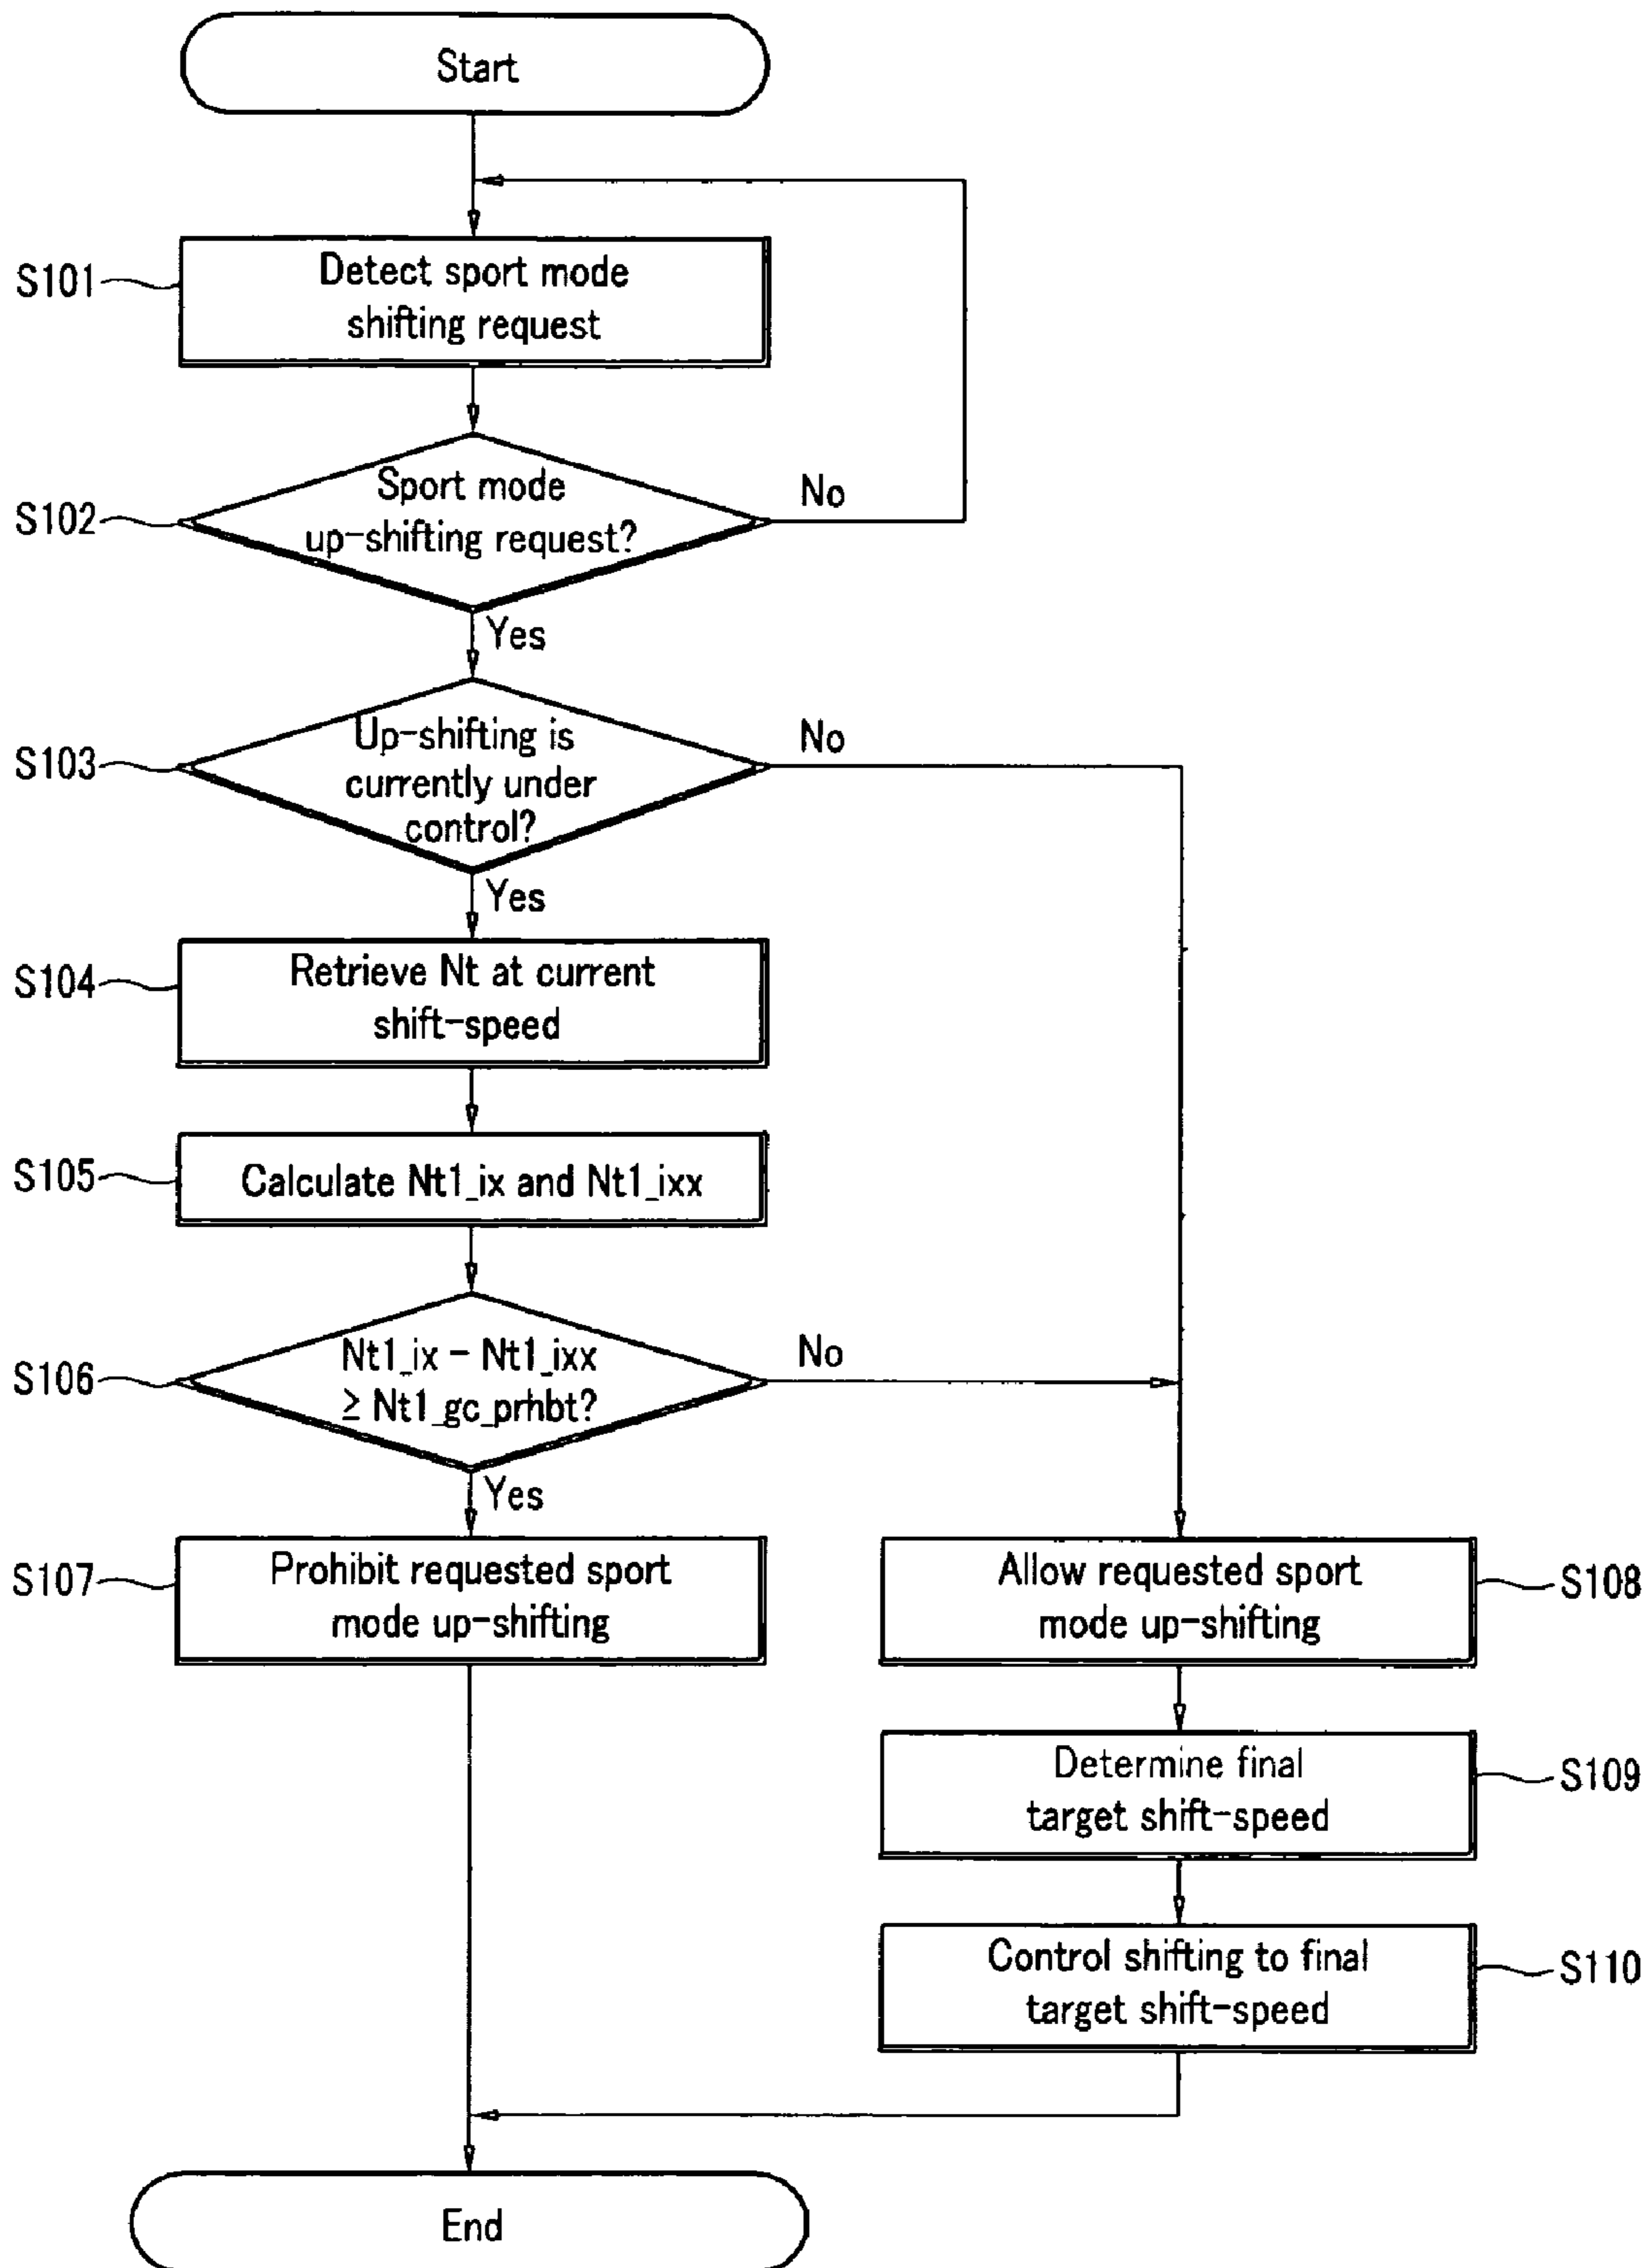 Start
S101
Detect sport mode
shifting request
S102
Sport mode
up-shifting request?
No
Yes
S103
Up-shifting is
currently under
control?
No
Yes
S104
Retrieve Nt at current
shift-speed
S105
Calculate Nt1_ix and Nt1_ixx
S106
Nt1_ix - Nt1_ixx
≥ Nt1_gc_prhbt?
No
Yes
S107
Prohibit requested sport
mode up-shifting
Allow requested sport
mode up-shifting
S108
Determine final
target shift-speed
S109
Control shifting to final
target shift-speed
S110
End